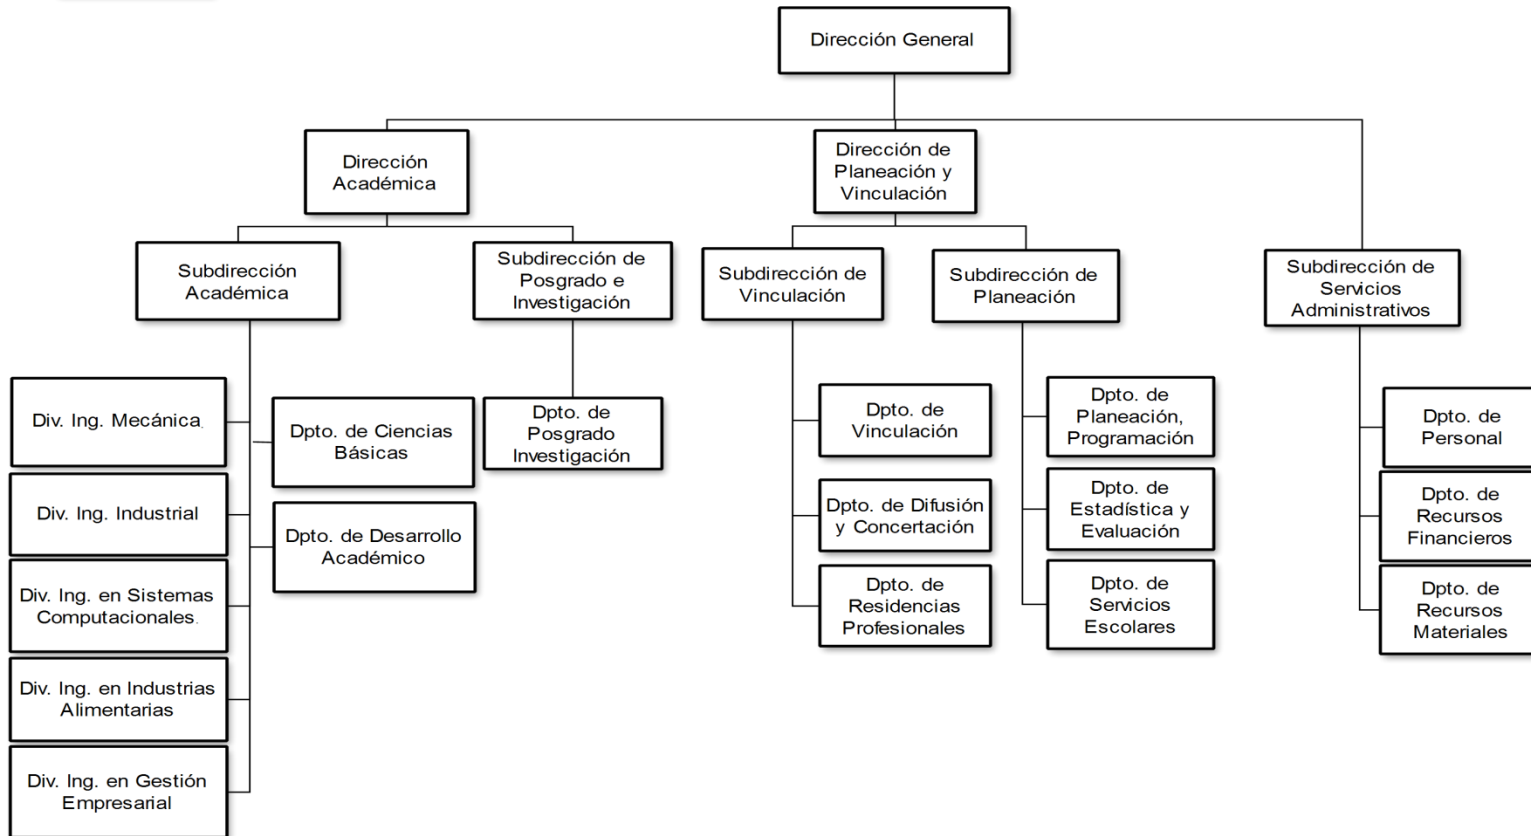 Dirección General
Dirección
Académica
Dirección de
Planeación y
Vinculación
Subdirección
Académica
Subdirección de
Posgrado e
Investigación
Subdirección de
Vinculación
Subdirección de
Planeación
Subdirección de
Servicios
Administrativos
Div. Ing. Mecánica.
Div. Ing. Industrial
Div. Ing. en Sistemas
Computacionales.
Div. Ing. en Industrias
Alimentarias
Div. Ing. en Gestión
Empresarial
Dpto. de Ciencias
Básicas
Dpto. de Desarrollo
Académico
Dpto. de
Posgrado
Investigación
Dpto. de
Vinculación
Dpto. de Difusión
y Concertación
Dpto. de
Residencias
Profesionales
Dpto. de
Planeación,
Programación
Dpto. de
Estadística y
Evaluación
Dpto. de
Servicios
Escolares
Dpto. de
Personal
Dpto. de
Recursos
Financieros
Dpto. de
Recursos
Materiales